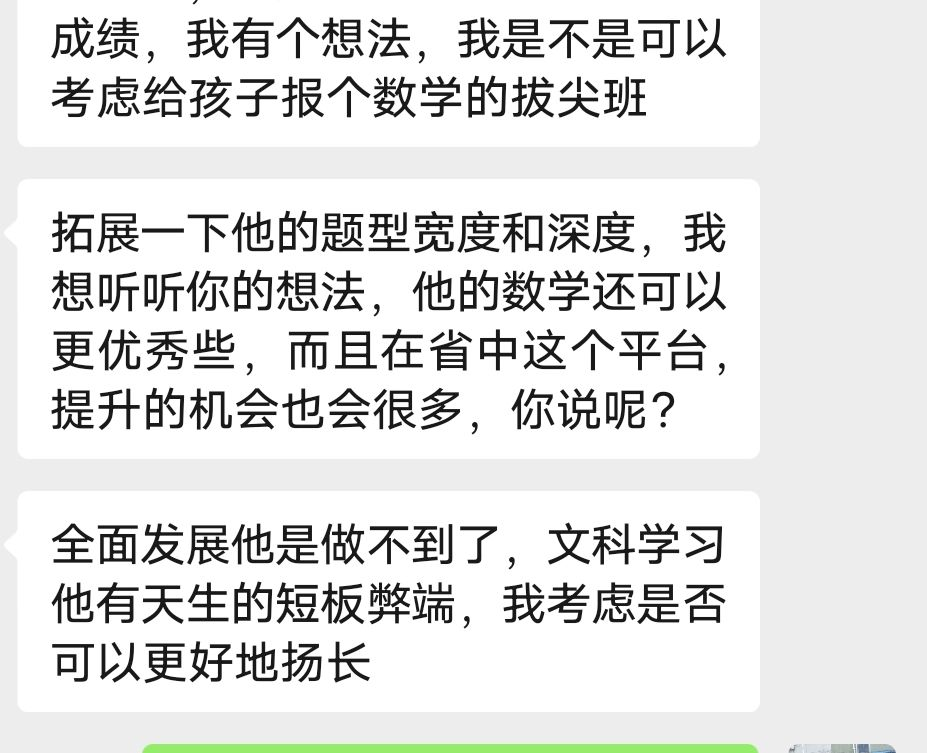 成绩，我有个想法，我是不是可以
考虑给孩子报个数学的拔尖班
拓展一下他的题型宽度和深度，我
想听听你的想法，他的数学还可以
更优秀些，而且在省中这个平台，
提升的机会也会很多，你说呢？
全面发展他是做不到了，文科学习
他有天生的短板弊端，我考虑是否
可以更好地扬长